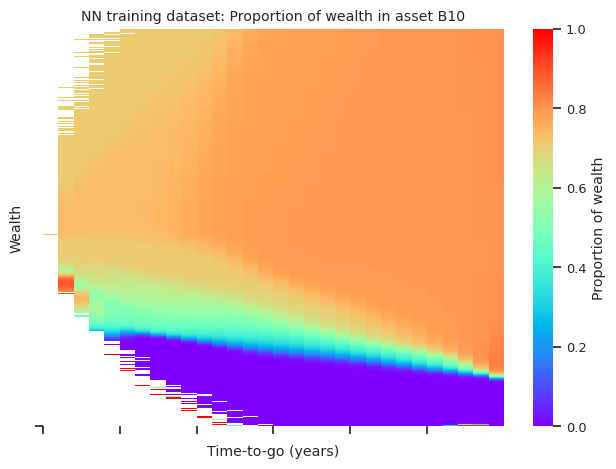 NN training dataset: Proportion of wealth in asset B10
Wealth
Time-to-go (years)
1.0
0.8
0.6
0.4
0.2
0.0
Proportion of wealth